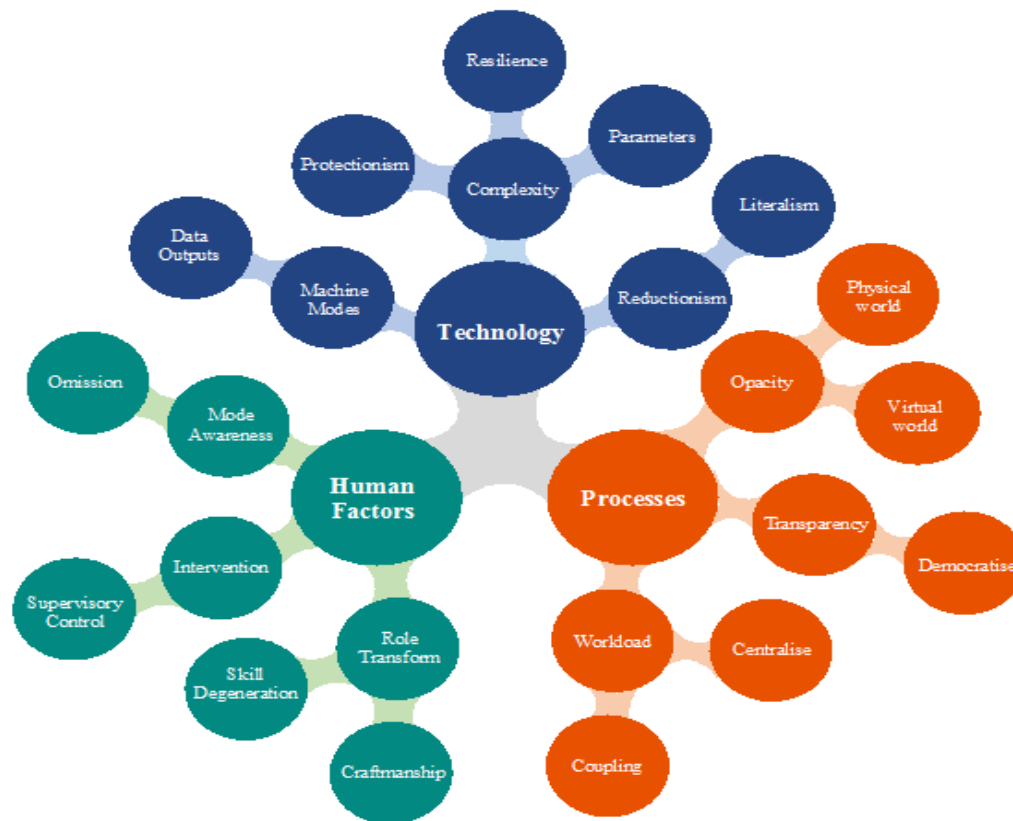 Resilience
Parameters
Protectionism
Complexity
Literalism
Data
Outputs
Machine
Modes
Reductionism
Technology
Physical
world
Omission
Mode
Awareness
Opacity
Virtual
world
Human
Factors
Processes
Transparency
Democratise
Intervention
Supervisory
Control
Role
Transform
Workload
Centralise
Skill
Degeneration
Craftmanship
Coupling